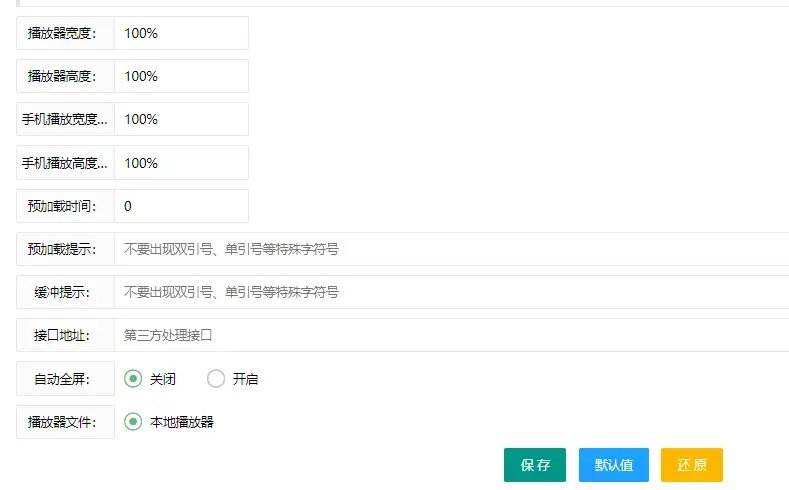 播放器宽度： 100%
播放器高度： 100%
手机播放宽度... 100%
手机播放高度... 100%
预加载时间： 0
预加载提示： 不要出现双引号、单引号等特殊字符号
缓冲提示： 不要出现双引号、单引号等特殊字符号
接口地址： 第三方处理接口
自动全屏： 关闭 开启
播放器文件： 本地播放器
保存 默认值 还原